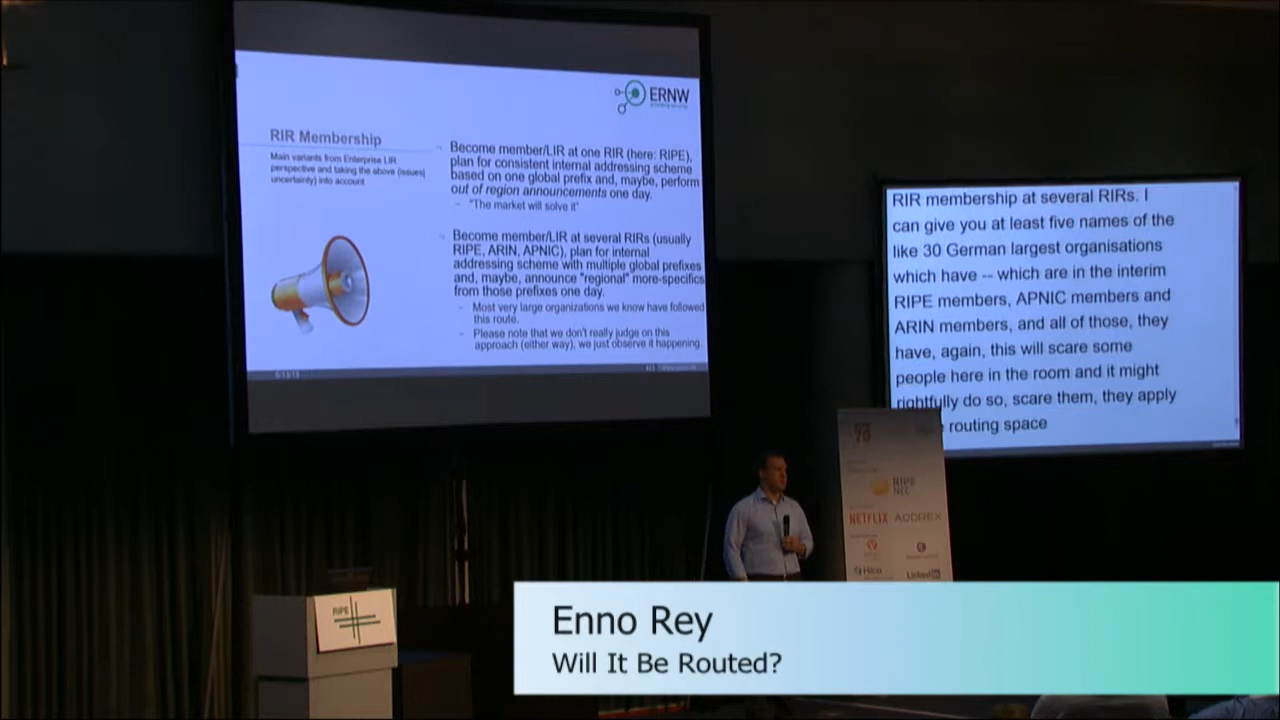 ERNW
RIR Membership
Main variants from Enterprise LIR
perspective and taking the above (issues|
uncertainty) into account
Become member/LIR at one RIR (here: RIPE),
plan for consistent internal addressing scheme
based on one global prefix and, maybe, perform
out of region announcements one day.
- "The market will solve it"
Become member/LIR at several RIRs (usually
RIPE, ARIN, APNIC), plan for internal
addressing scheme with multiple global prefixes
and, maybe, announce "regional" more-specifics
from those prefixes one day.
- Most very large organizations we know have followed
this route.
- Please note that we don't really judge on this
approach (either way), we just observe it happening.
RIR membership at several RIRs. I
can give you at least five names of the
like 30 German largest organisations
which have -- which are in the interim
RIPE members, APNIC members and
ARIN members, and all of those, they
have, again, this will scare some
people here in the room and it might
rightfully do so, scare them, they apply
routing space
70
RIPE
NCC
NETFLIX ADDREX
LinkedIn
RIPE
Enno Rey
Will It Be Routed?